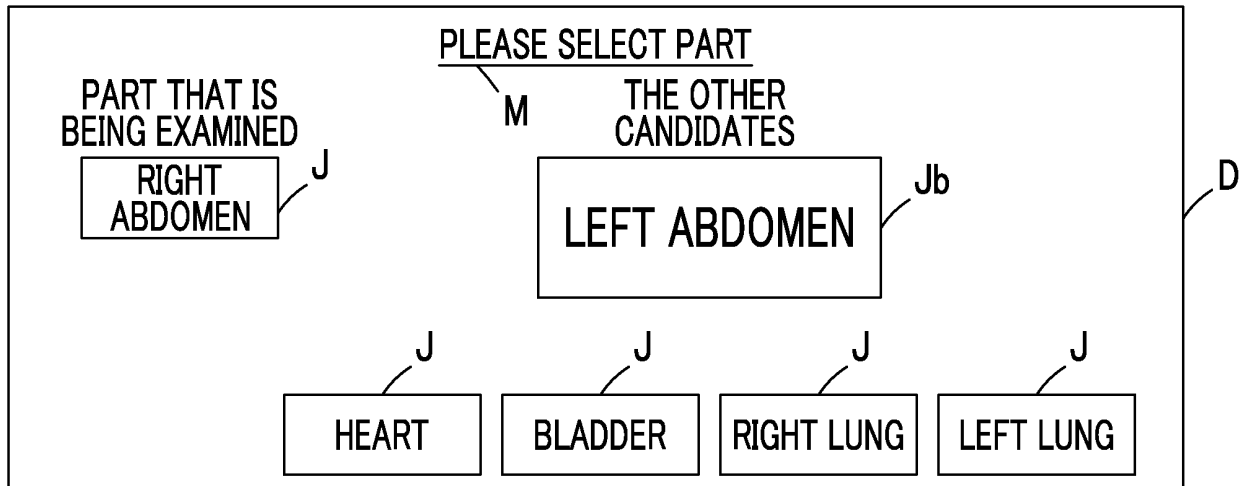 PLEASE SELECT PART
M
PART THAT IS
BEING EXAMINED
RIGHT
ABDOMEN
J
THE OTHER
CANDIDATES
LEFT ABDOMEN
Jb
D
J
HEART
J
BLADDER
J
RIGHT LUNG
J
LEFT LUNG